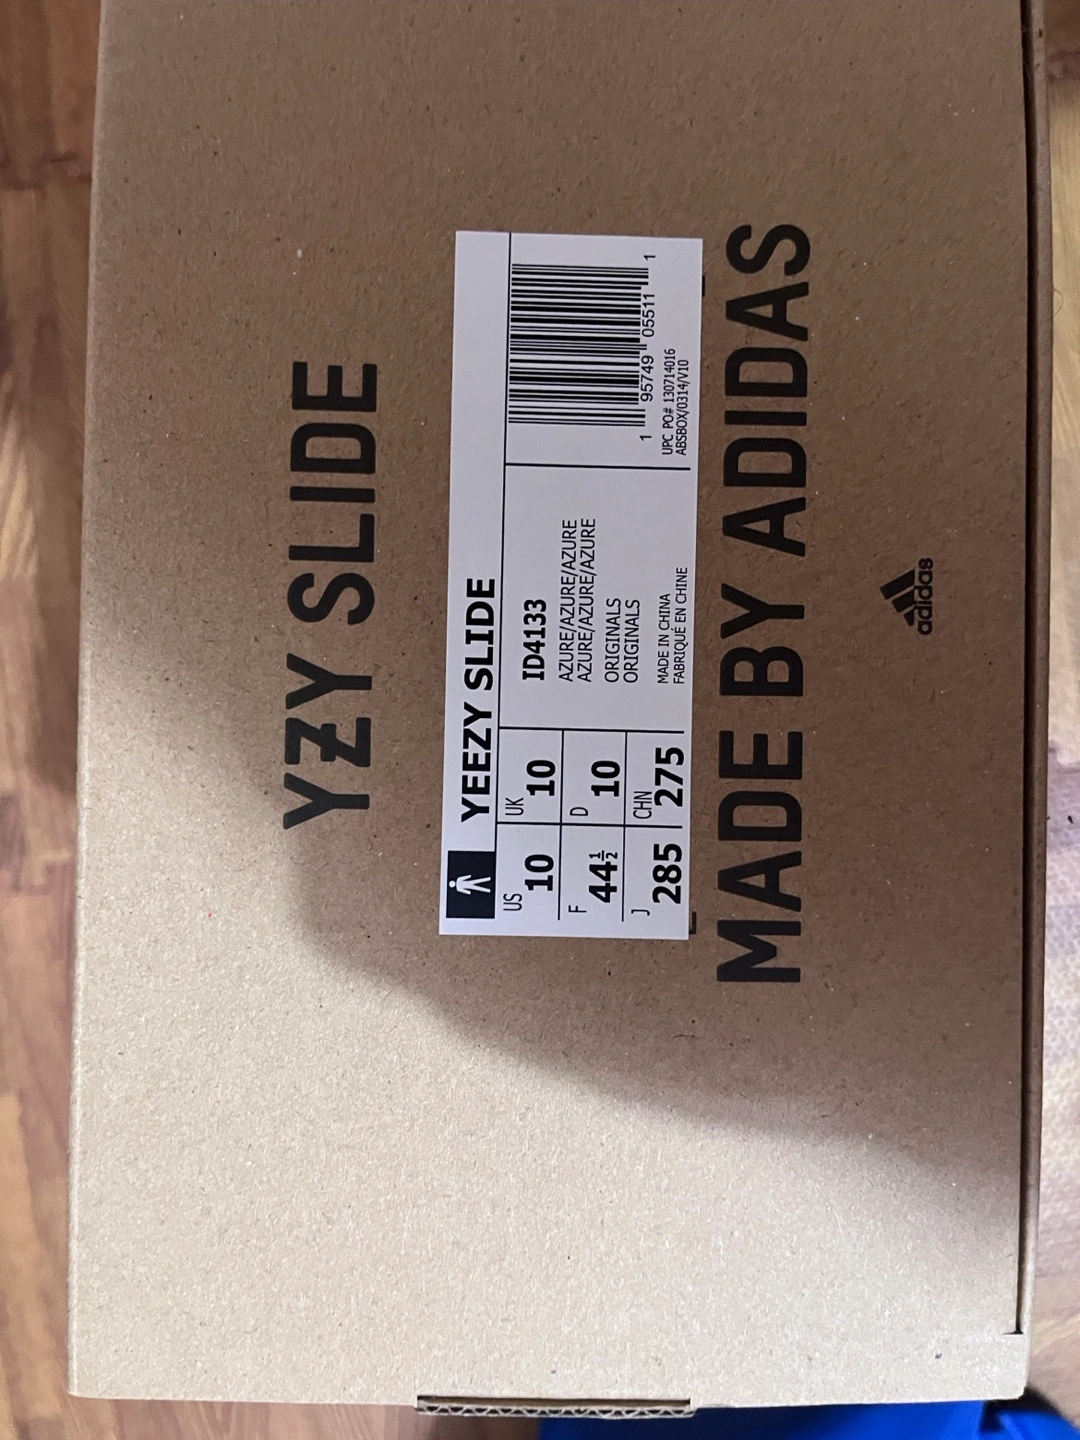 YZY SLIDE
YEEZY SLIDE
US 10
UK 10
F 44½
D 10
J 285
CHN 275
ID4133
AZURE/AZURE/AZURE
AZURE/AZURE/AZURE
ORIGINALS
ORIGINALS
MADE IN CHINA
FABRIQUÉ EN CHINE
1 95749 05511 1
UPC PO# 130714016
ABSBOX/0314/V10
MADE BY ADIDAS
adidas